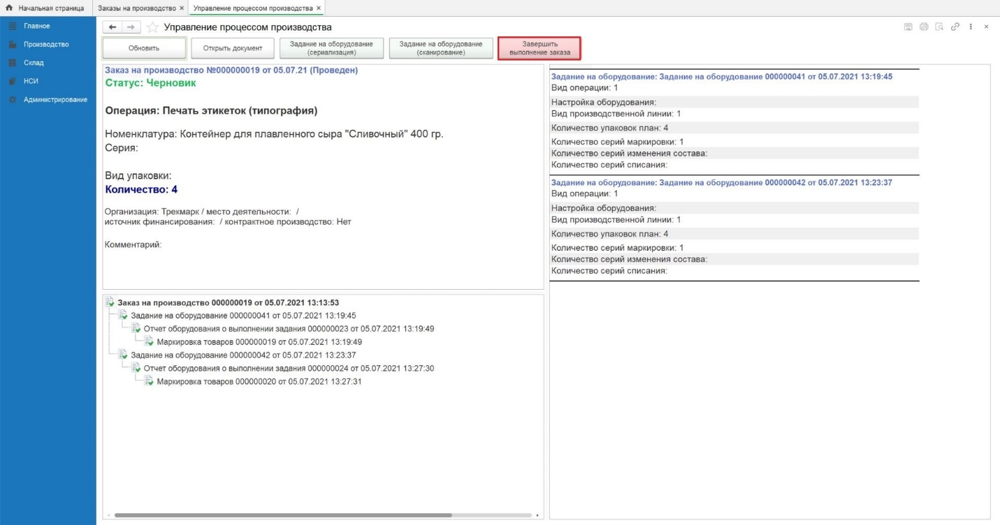 Начальная страница
Заказы на производство ×
Управление процессом производства ×
Главное
Производство
Склад
НСИ
Администрирование
Управление процессом производства
Обновить
Открыть документ
Задание на оборудование
(сериализация)
Задание на оборудование
(сканирование)
Завершить
выполнение заказа
Заказ на производство №000000019 от 05.07.21 (Проведен)
Статус: Черновик
Операция: Печать этикеток (типография)
Номенклатура: Контейнер для плавленного сыра "Сливочный" 400 гр.
Серия:
Вид упаковки:
Количество: 4
Организация: Трекмарк / место деятельности: /
источник финансирования: / контрактное производство: Нет
Комментарий:
Заказ на производство 000000019 от 05.07.2021 13:13:53
Задание на оборудование 000000041 от 05.07.2021 13:19:45
Отчет оборудования о выполнении задания 000000023 от 05.07.2021 13:19:49
Маркировка товаров 000000019 от 05.07.2021 13:19:49
Задание на оборудование 000000042 от 05.07.2021 13:23:37
Отчет оборудования о выполнении задания 000000024 от 05.07.2021 13:27:30
Маркировка товаров 000000020 от 05.07.2021 13:27:31
Задание на оборудование: Задание на оборудование 000000041 от 05.07.2021 13:19:45
Вид операции: 1
Настройка оборудования:
Вид производственной линии: 1
Количество упаковок план: 4
Количество серий маркировки: 1
Количество серий изменения состава:
Количество серий списания:
Задание на оборудование: Задание на оборудование 000000042 от 05.07.2021 13:23:37
Вид операции: 1
Настройка оборудования:
Вид производственной линии: 1
Количество упаковок план: 4
Количество серий маркировки: 1
Количество серий изменения состава:
Количество серий списания: